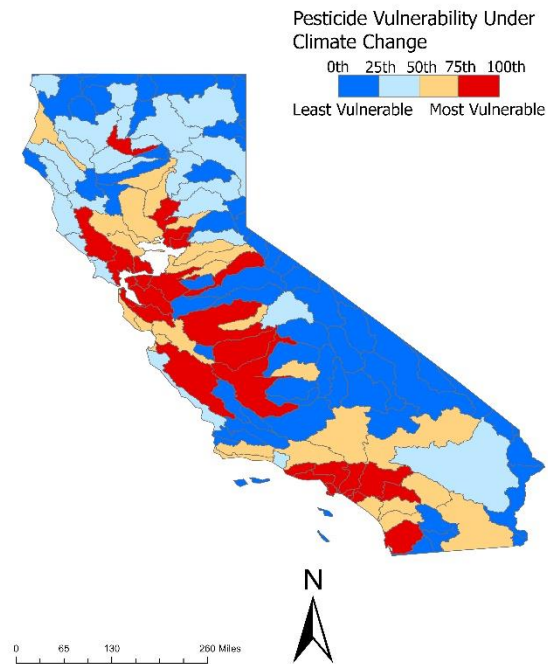 Pesticide Vulnerability Under
Climate Change
0th 25th 50th 75th 100th
Least Vulnerable Most Vulnerable
N
0 65 130 260 Miles